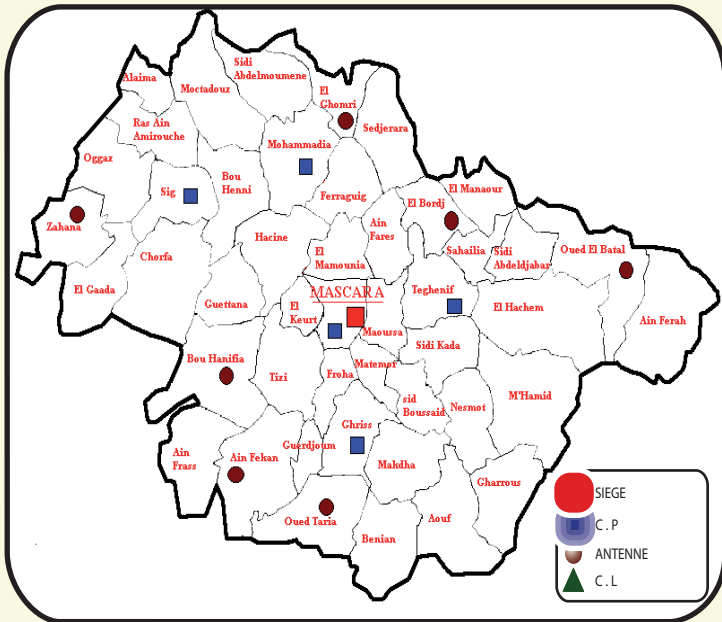 Alaima
Moctadouz
Sidi
Abdelmoumene
El
Ghomri
Sedjerara
Ras Ain
Amirouche
Mohammadia
Oggaz
Bou
Henni
Sig
Ferraguig
El Manaour
El Bordj
Zahana
Hacine
Ain
Fares
Chorfa
El
Mamounia
Sahailia
Sidi
Abdeldjabar
Oued El Batal
El Gaada
Guettana
MASCARA
El
Keurt
Maoussa
Teghenif
El Hachem
Ain Ferah
Bou Hanifia
Tizi
Froha
Matemor
Sidi Kada
sid
Boussaid
Nesmot
M'Hamid
Ghriss
Guerdjoum
Ain
Frass
Ain Fekan
Makdha
Gharrous
Oued Taria
Benian
Aouf
SIEGE
C.P
ANTENNE
C.L